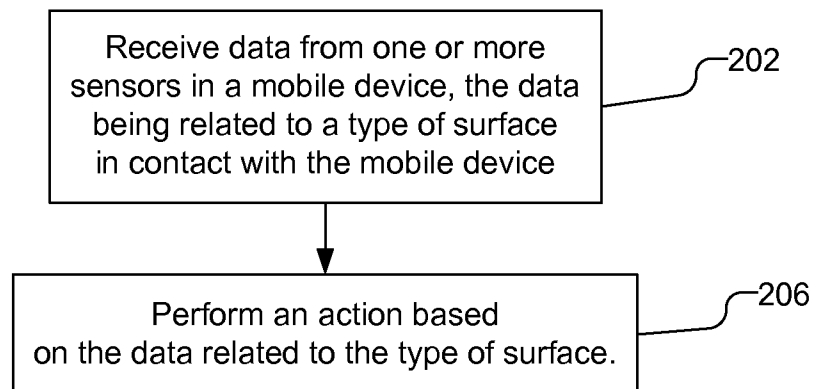 Receive data from one or more
sensors in a mobile device, the data
being related to a type of surface
in contact with the mobile device
202
Perform an action based
on the data related to the type of surface.
206